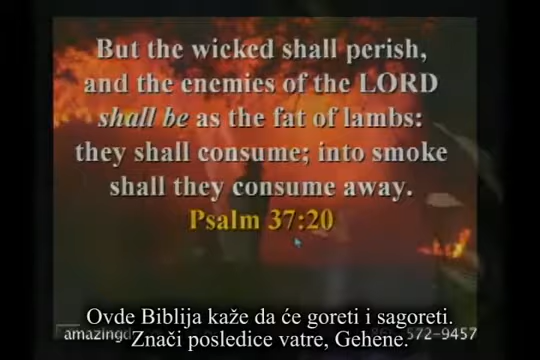 But the wicked shall perish,
and the enemies of the LORD
shall be as the fat of lambs:
they shall consume; into smoke
shall they consume away.
Psalm 37:20
Ovde Biblija kaže da će goreti i sagoreti.
Znači posledice vatre, Gehene.
amazing
572-9457